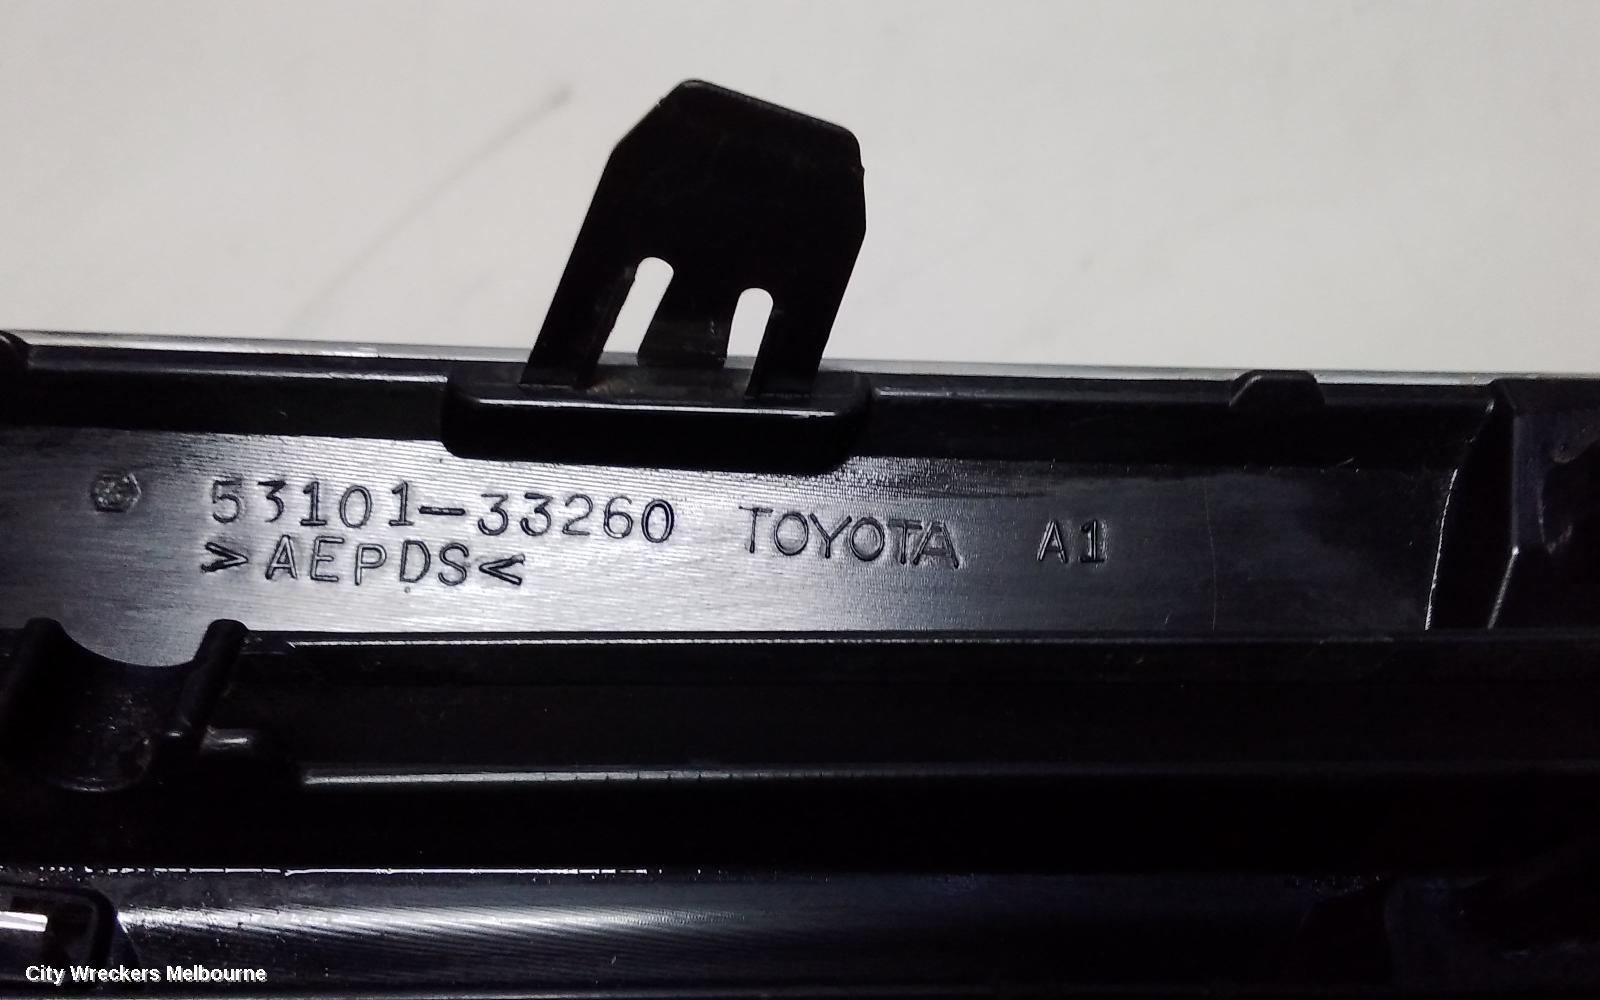 53101-33260 TOYOTA A1
>AEPDS<
City Wreckers Melbourne